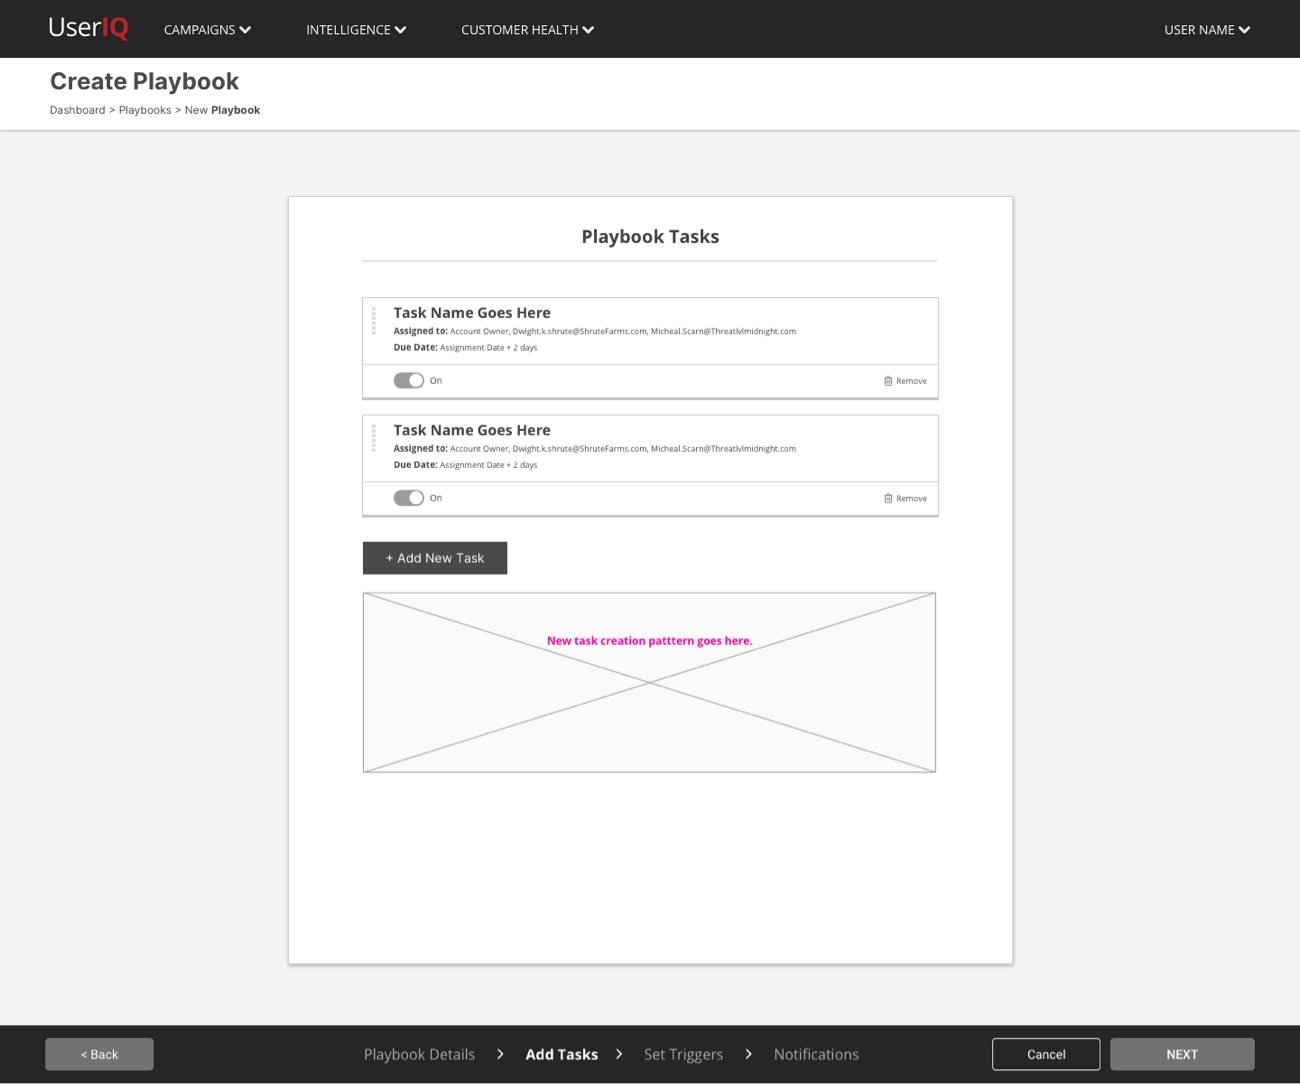 UserIQ CAMPAIGNS INTELLIGENCE CUSTOMER HEALTH USER NAME
Create Playbook
Dashboard > Playbooks > New Playbook
Playbook Tasks
Task Name Goes Here
Assigned to: Account Owner, Dwight.k.shrute@ShruteFarms.com, Micheal.Scarn@Threatlvlmidnight.com
Due Date: Assignment Date + 2 days
On Remove
Task Name Goes Here
Assigned to: Account Owner, Dwight.k.shrute@ShruteFarms.com, Micheal.Scarn@Threatlvlmidnight.com
Due Date: Assignment Date + 2 days
On Remove
+ Add New Task
New task creation patttern goes here.
< Back Playbook Details > Add Tasks > Set Triggers > Notifications Cancel NEXT